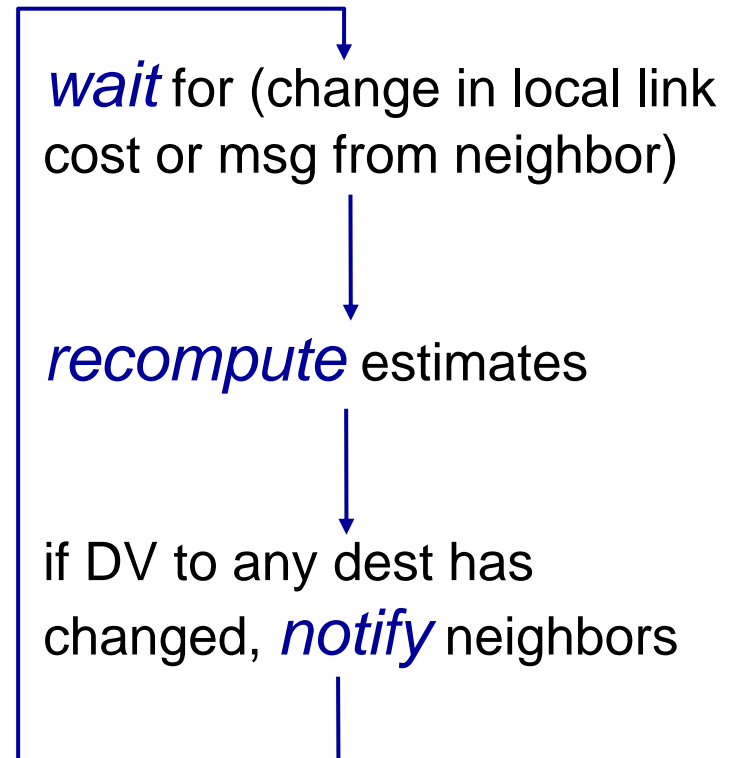 wait for (change in local link
cost or msg from neighbor)
recompute estimates
if DV to any dest has
changed, notify neighbors